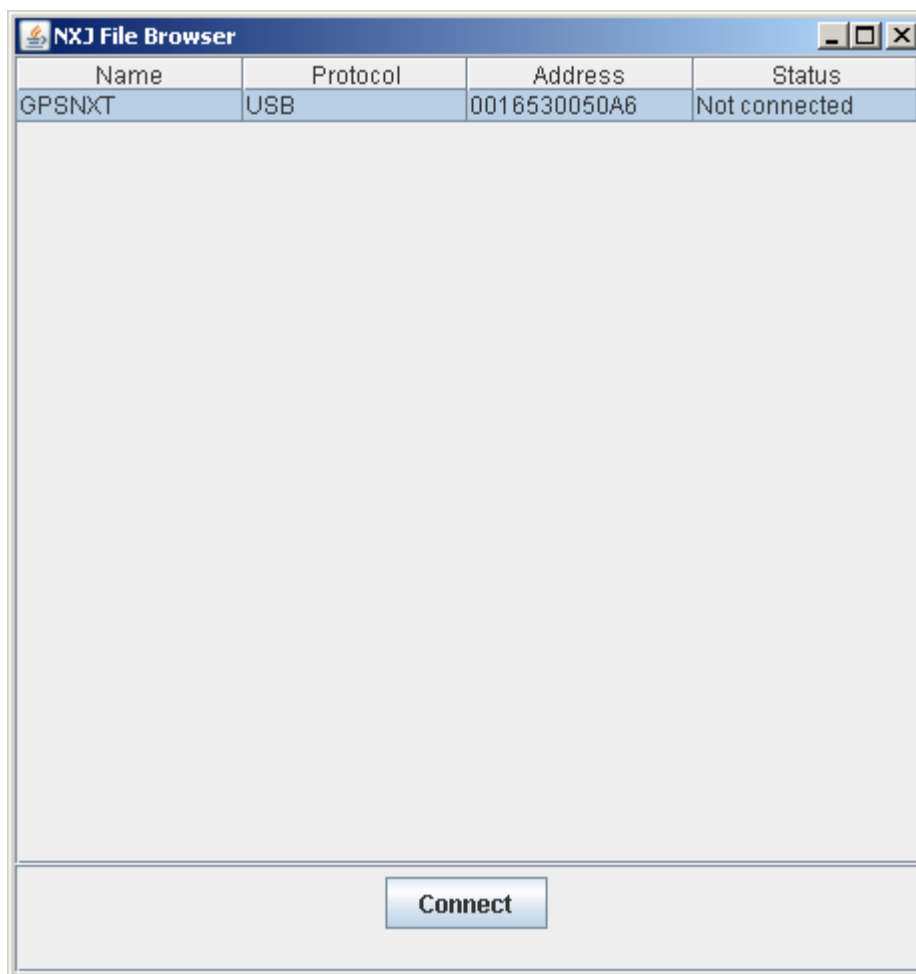 NXJ File Browser
Name Protocol Address Status
GPSNXT USB 0016530050A6 Not connected
Connect